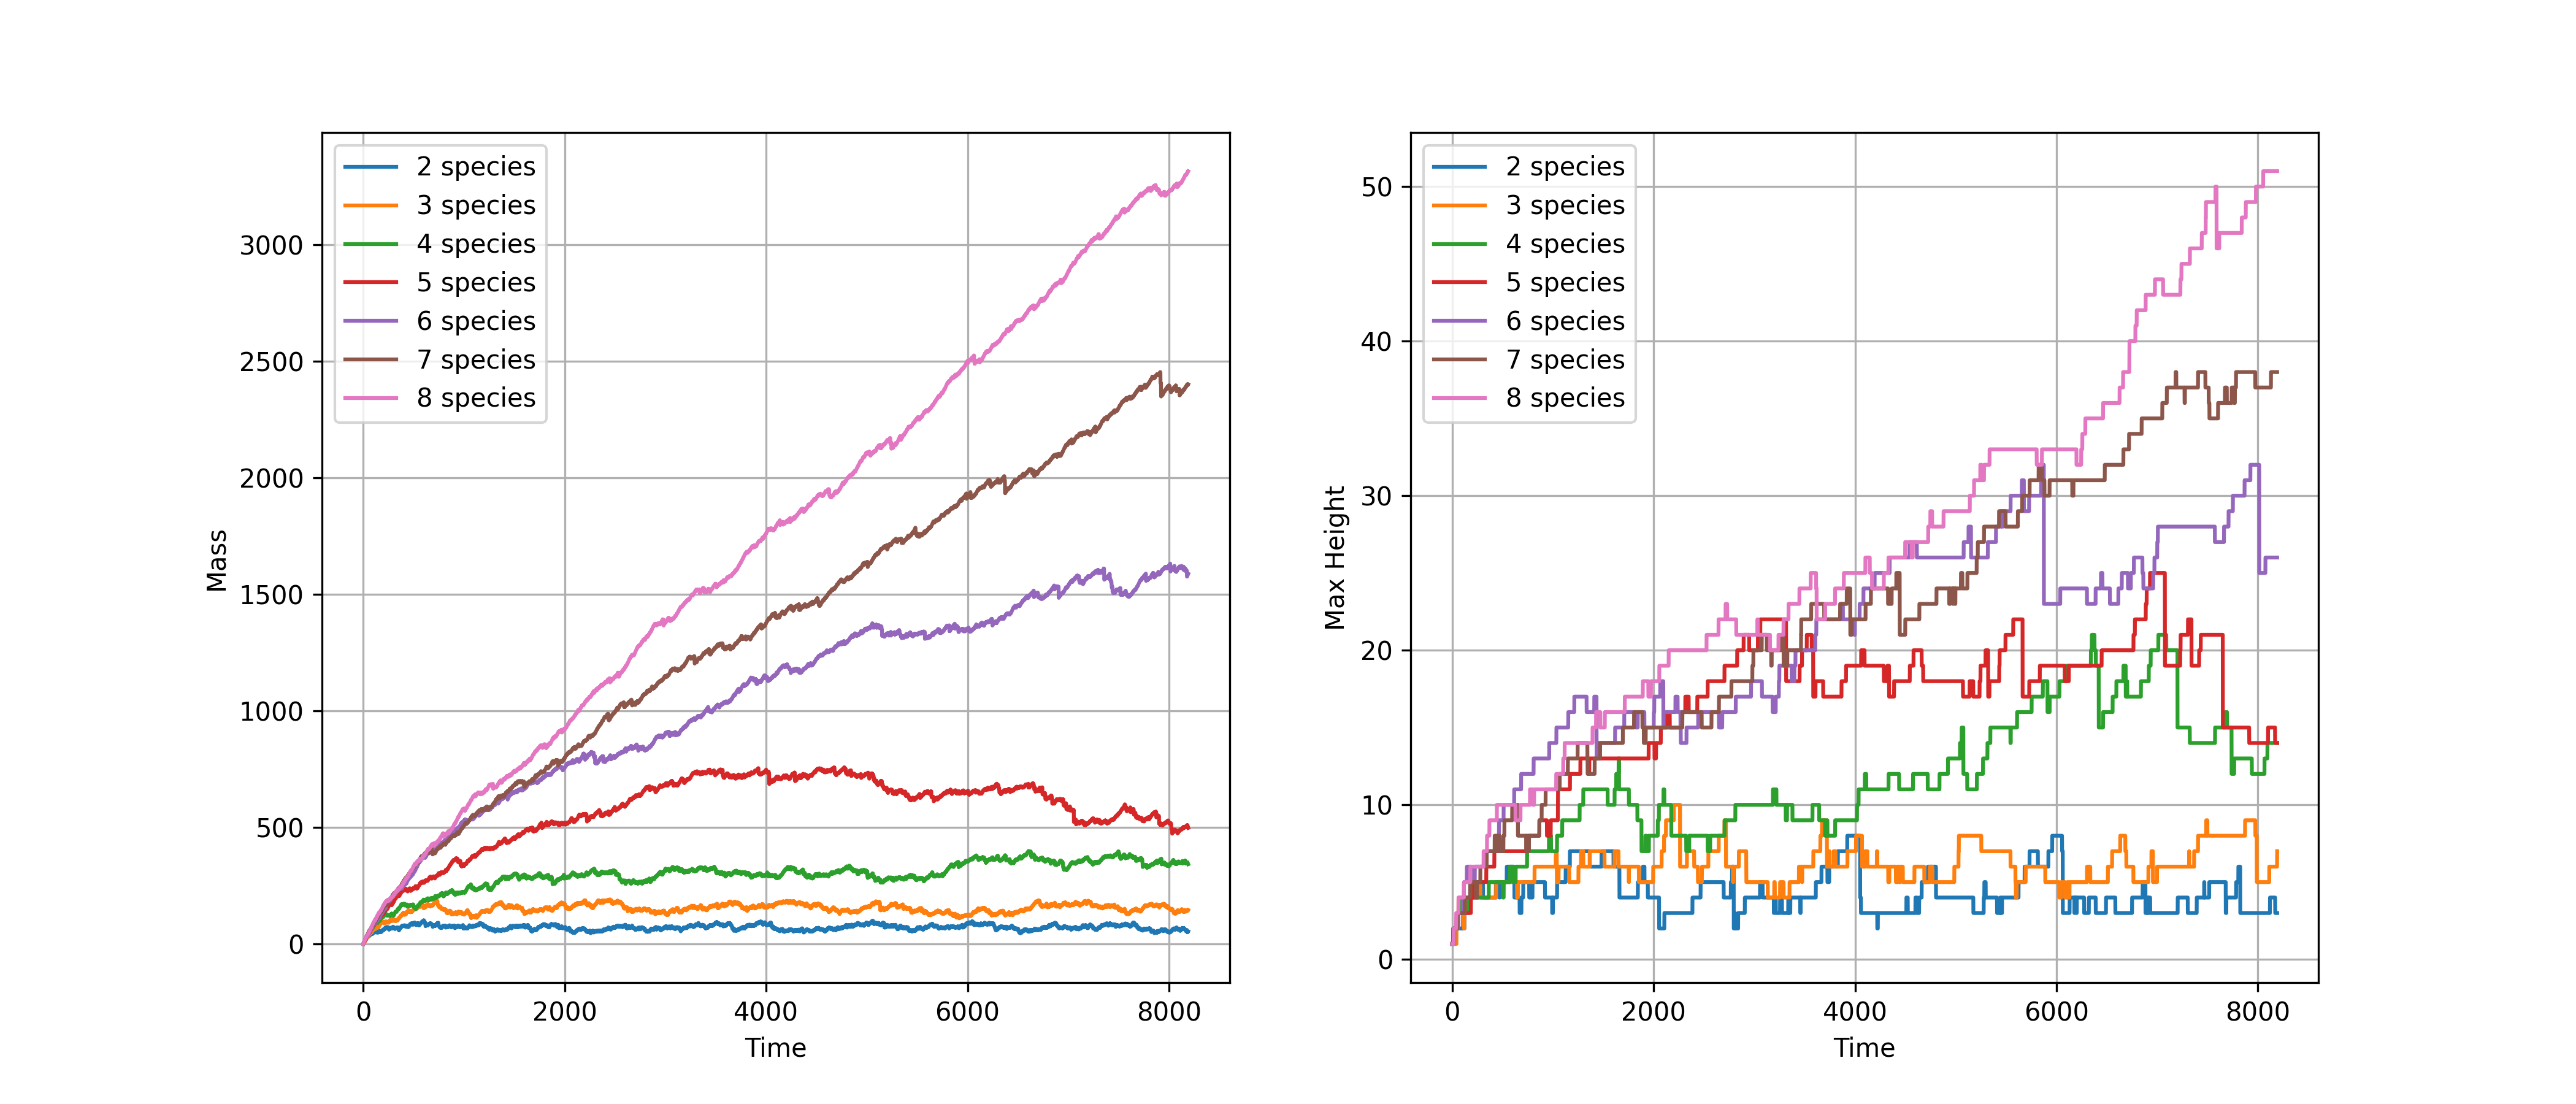 2 species
3 species
4 species
5 species
6 species
7 species
8 species
3000
2500
2000
1500
1000
500
0
Mass
0 2000 4000 6000 8000
Time
2 species
3 species
4 species
5 species
6 species
7 species
8 species
50
40
30
20
10
0
Max Height
0 2000 4000 6000 8000
Time